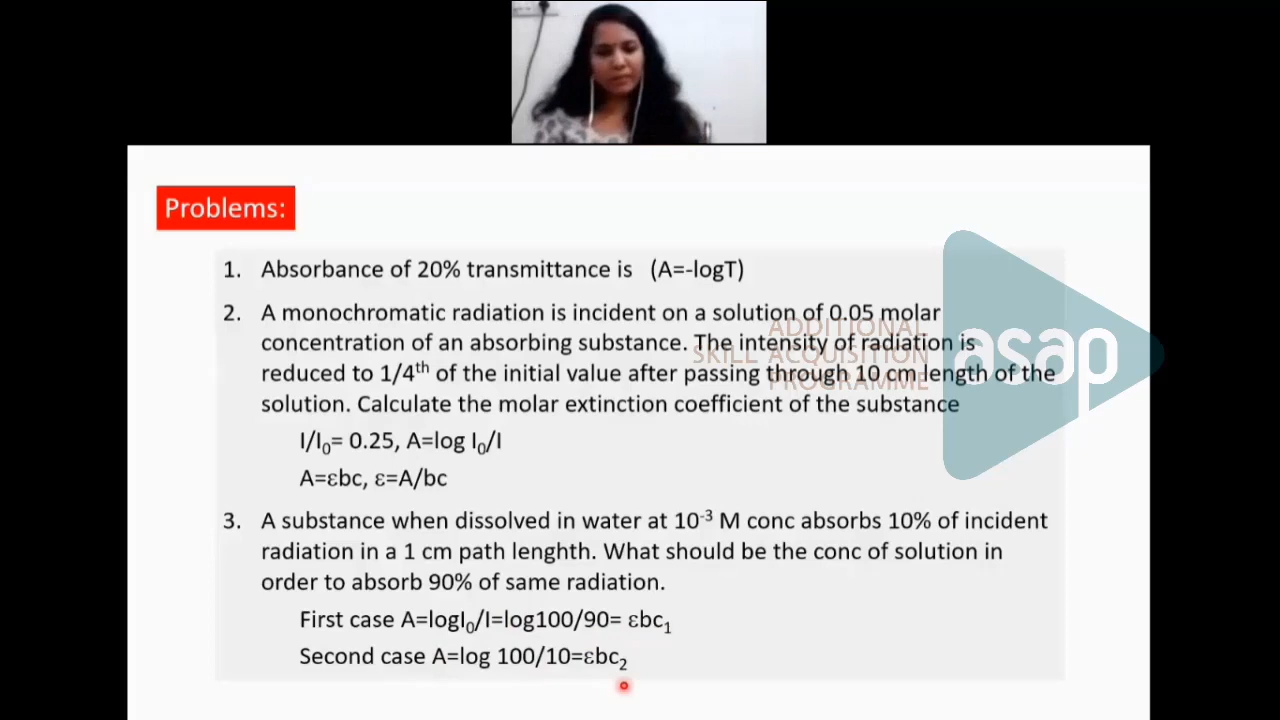 Problems:
1. Absorbance of 20% transmittance is (A=-logT)
2. A monochromatic radiation is incident on a solution of 0.05 molar
concentration of an absorbing substance. The intensity of radiation is
reduced to 1/4th of the initial value after passing through 10 cm length of the
solution. Calculate the molar extinction coefficient of the substance
I/I₀= 0.25, A=log I₀/I
A=εbc, ε=A/bc
3. A substance when dissolved in water at 10⁻³ M conc absorbs 10% of incident
radiation in a 1 cm path lenghth. What should be the conc of solution in
order to absorb 90% of same radiation.
First case A=logI₀/I=log100/90= εbc₁
Second case A=log 100/10=εbc₂
ADDITIONAL
SKILL ACQUISITION
PROGRAMME
asap